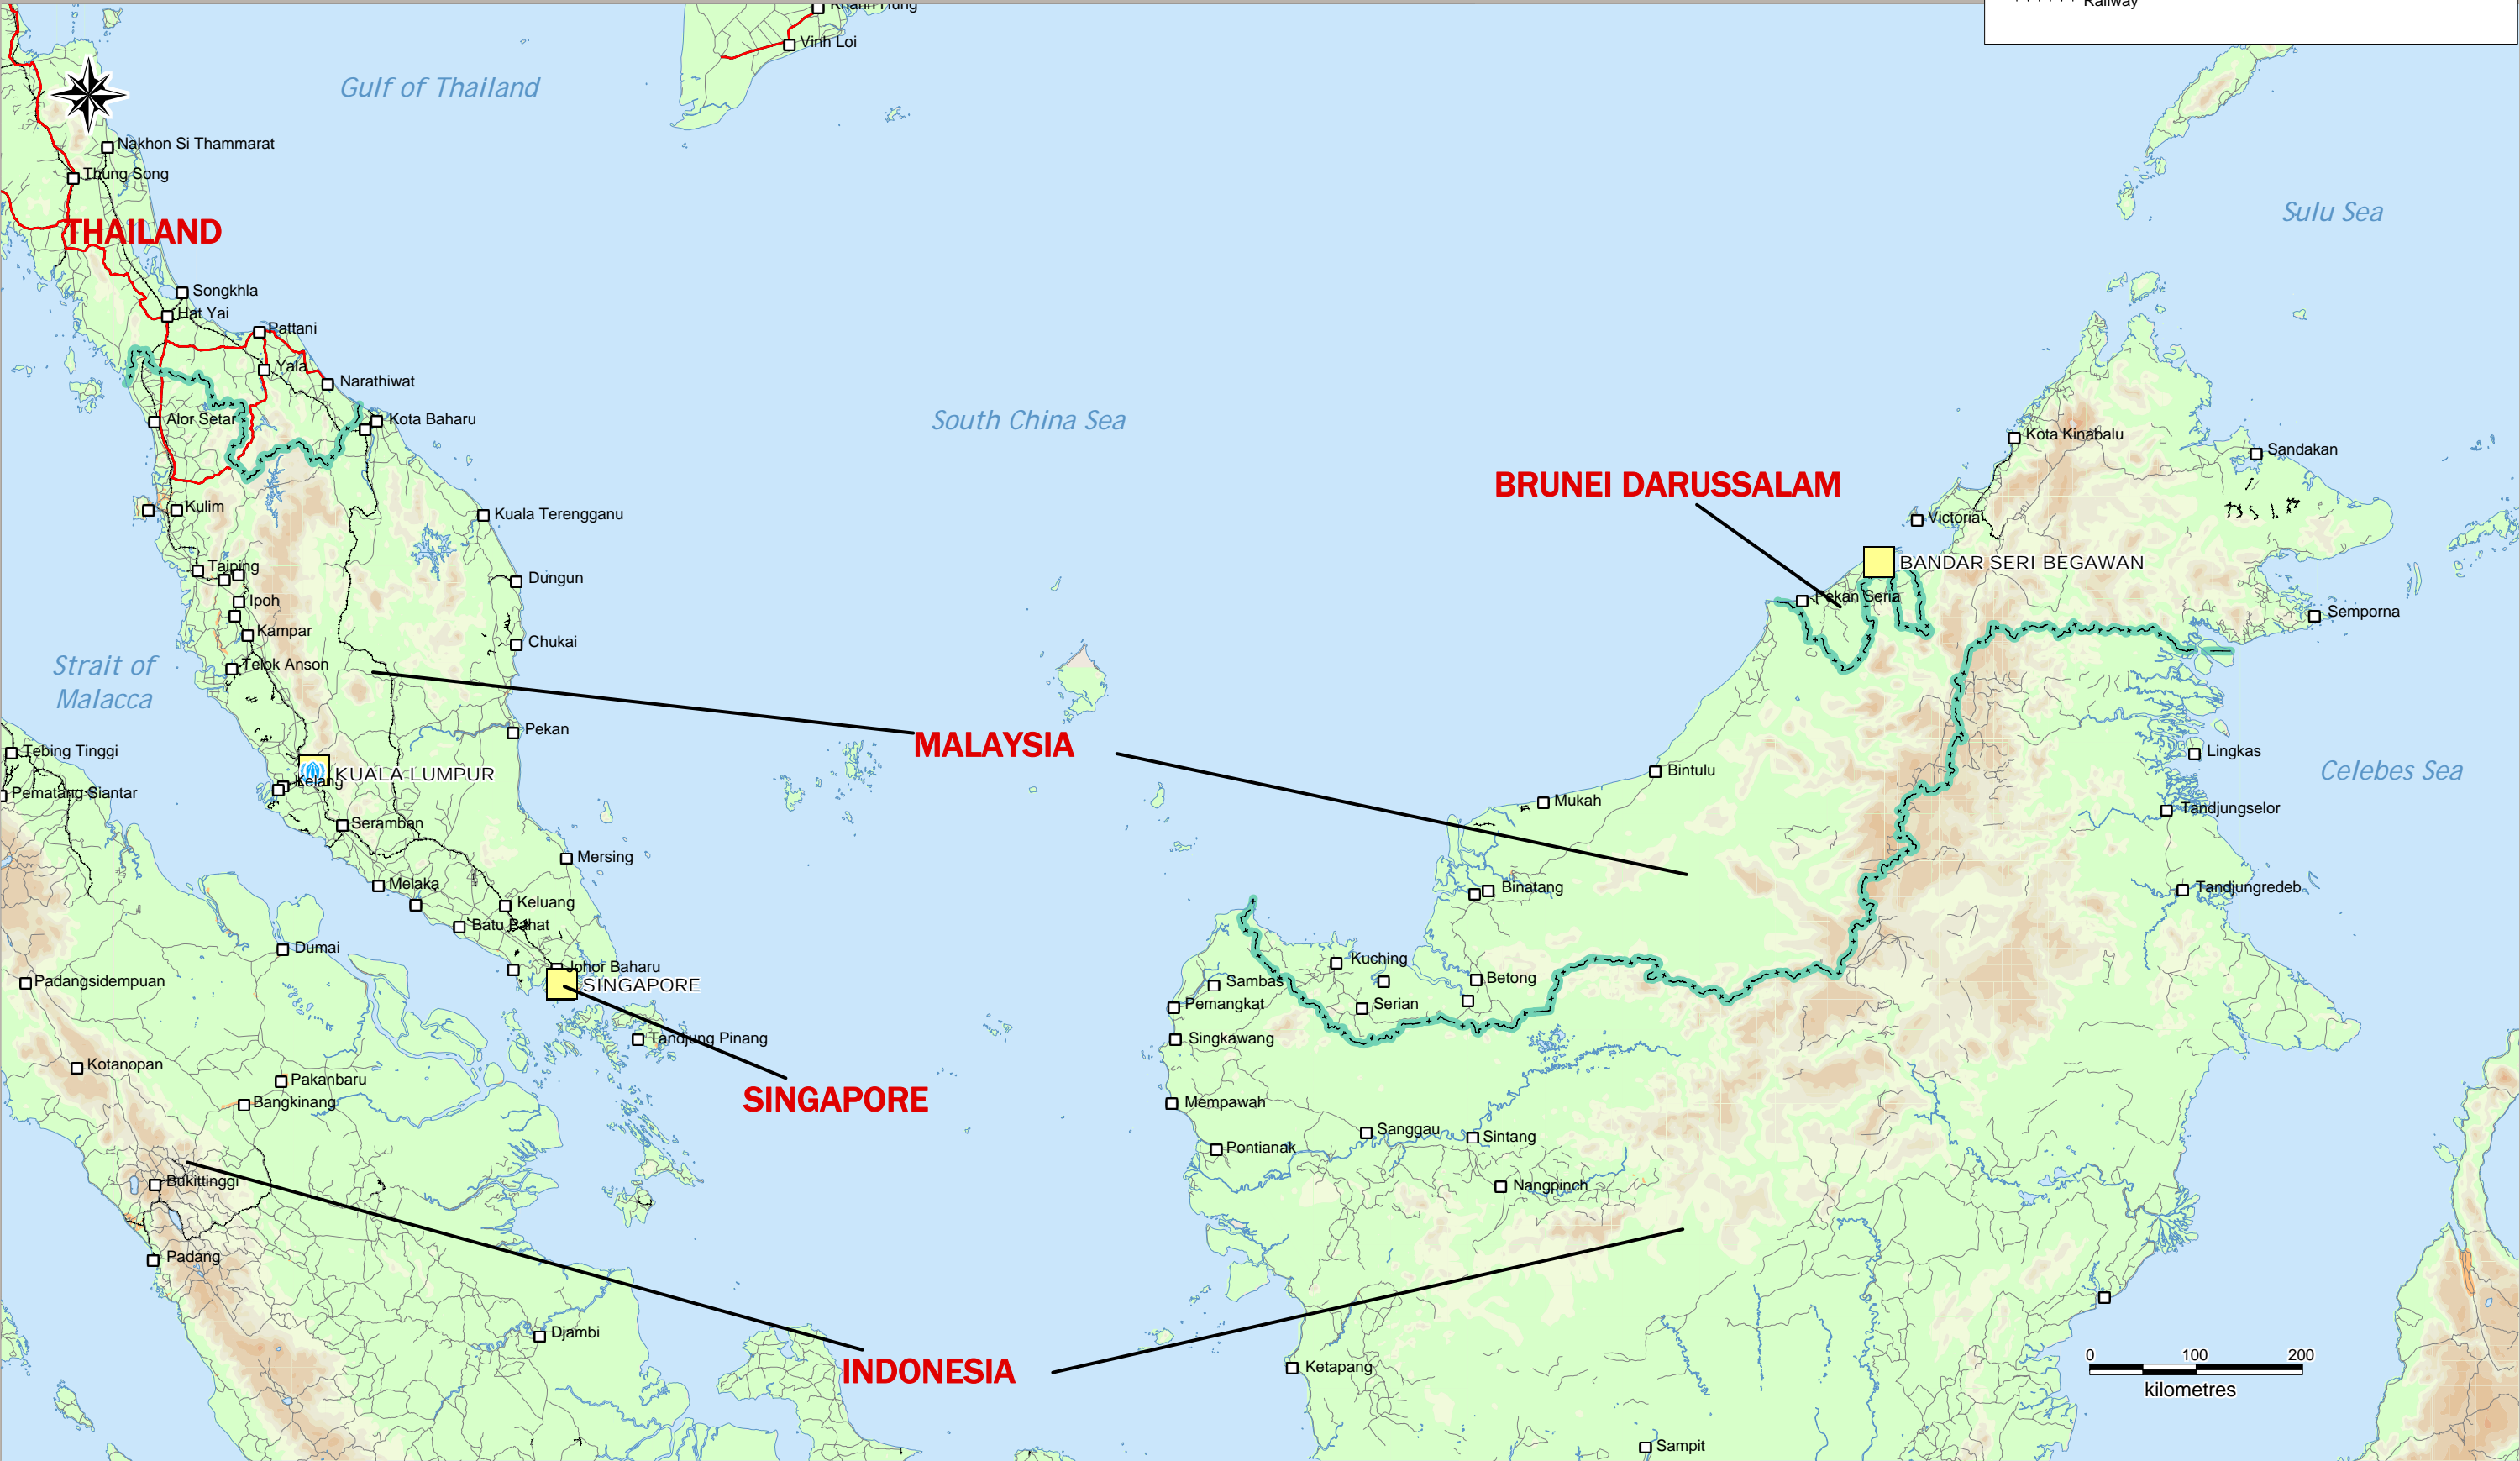 Khanh Hung
Railway
Vinh Loi
Gulf of Thailand
Nakhon Si Thammarat
Thung Song
THAILAND
Sulu Sea
Songkhla
Hat Yai
Pattani
Yala
Narathiwat
Alor Setar
Kota Baharu
South China Sea
Kota Kinabalu
Sandakan
BRUNEI DARUSSALAM
Kulim
Kuala Terengganu
Victoria
BANDAR SERI BEGAWAN
Taiping
Dungun
Ipoh
Pekan Seria
Semporna
Kampar
Chukai
Strait of
Malacca
Telok Anson
Pekan
MALAYSIA
Tebing Tinggi
Lingkas
KUALA LUMPUR
Kelang
Bintulu
Celebes Sea
Pematang Siantar
Mukah
Tandjungselor
Seramban
Mersing
Melaka
Binatang
Tandjungredeb
Keluang
Batu Bahat
Dumai
Kuching
Johor Baharu
SINGAPORE
Padangsidempuan
Sambas
Betong
Pemangkat
Serian
Tandjung Pinang
Singkawang
Kotanopan
Pakanbaru
SINGAPORE
Bangkinang
Mempawah
Sanggau
Sintang
Pontianak
Bukittinggi
Nangpinch
Padang
Djambi
INDONESIA
Ketapang
0 100 200
kilometres
Sampit